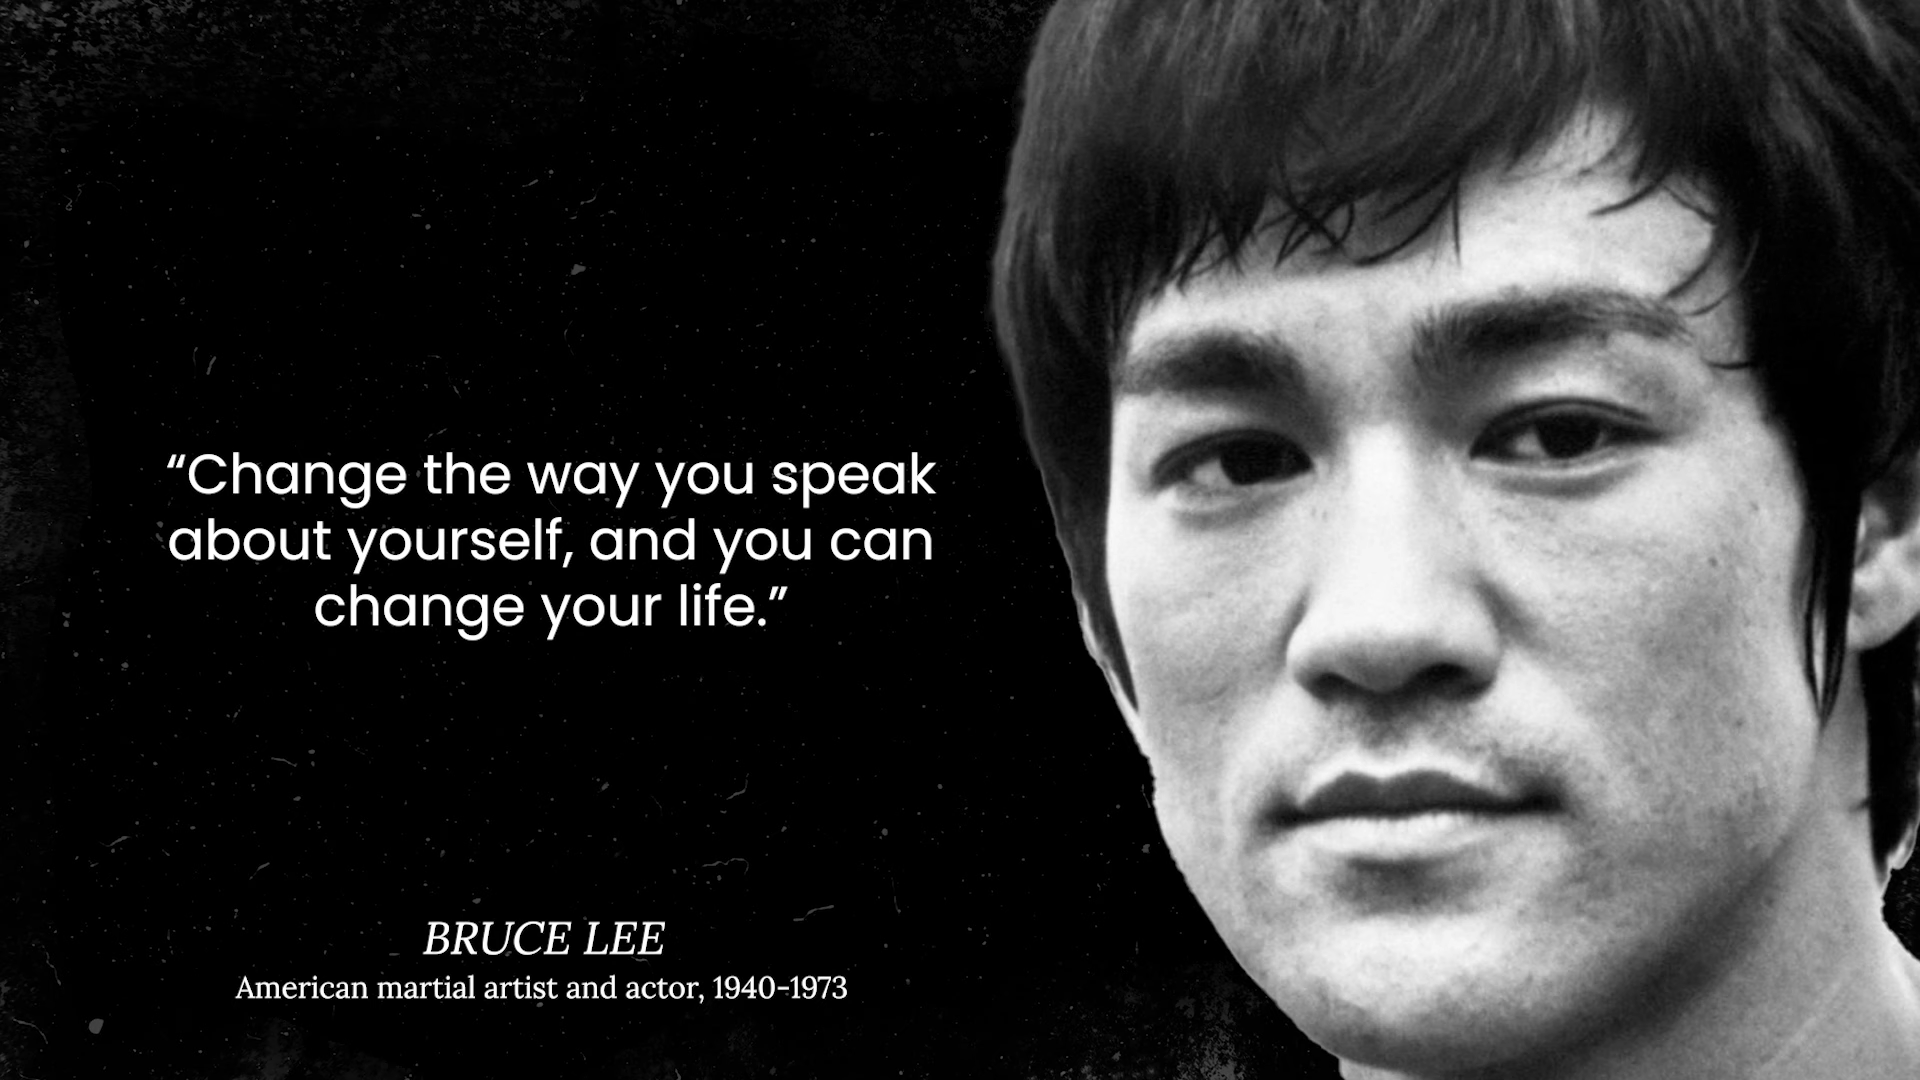 “Change the way you speak
about yourself, and you can
change your life.”
BRUCE LEE
American martial artist and actor, 1940-1973